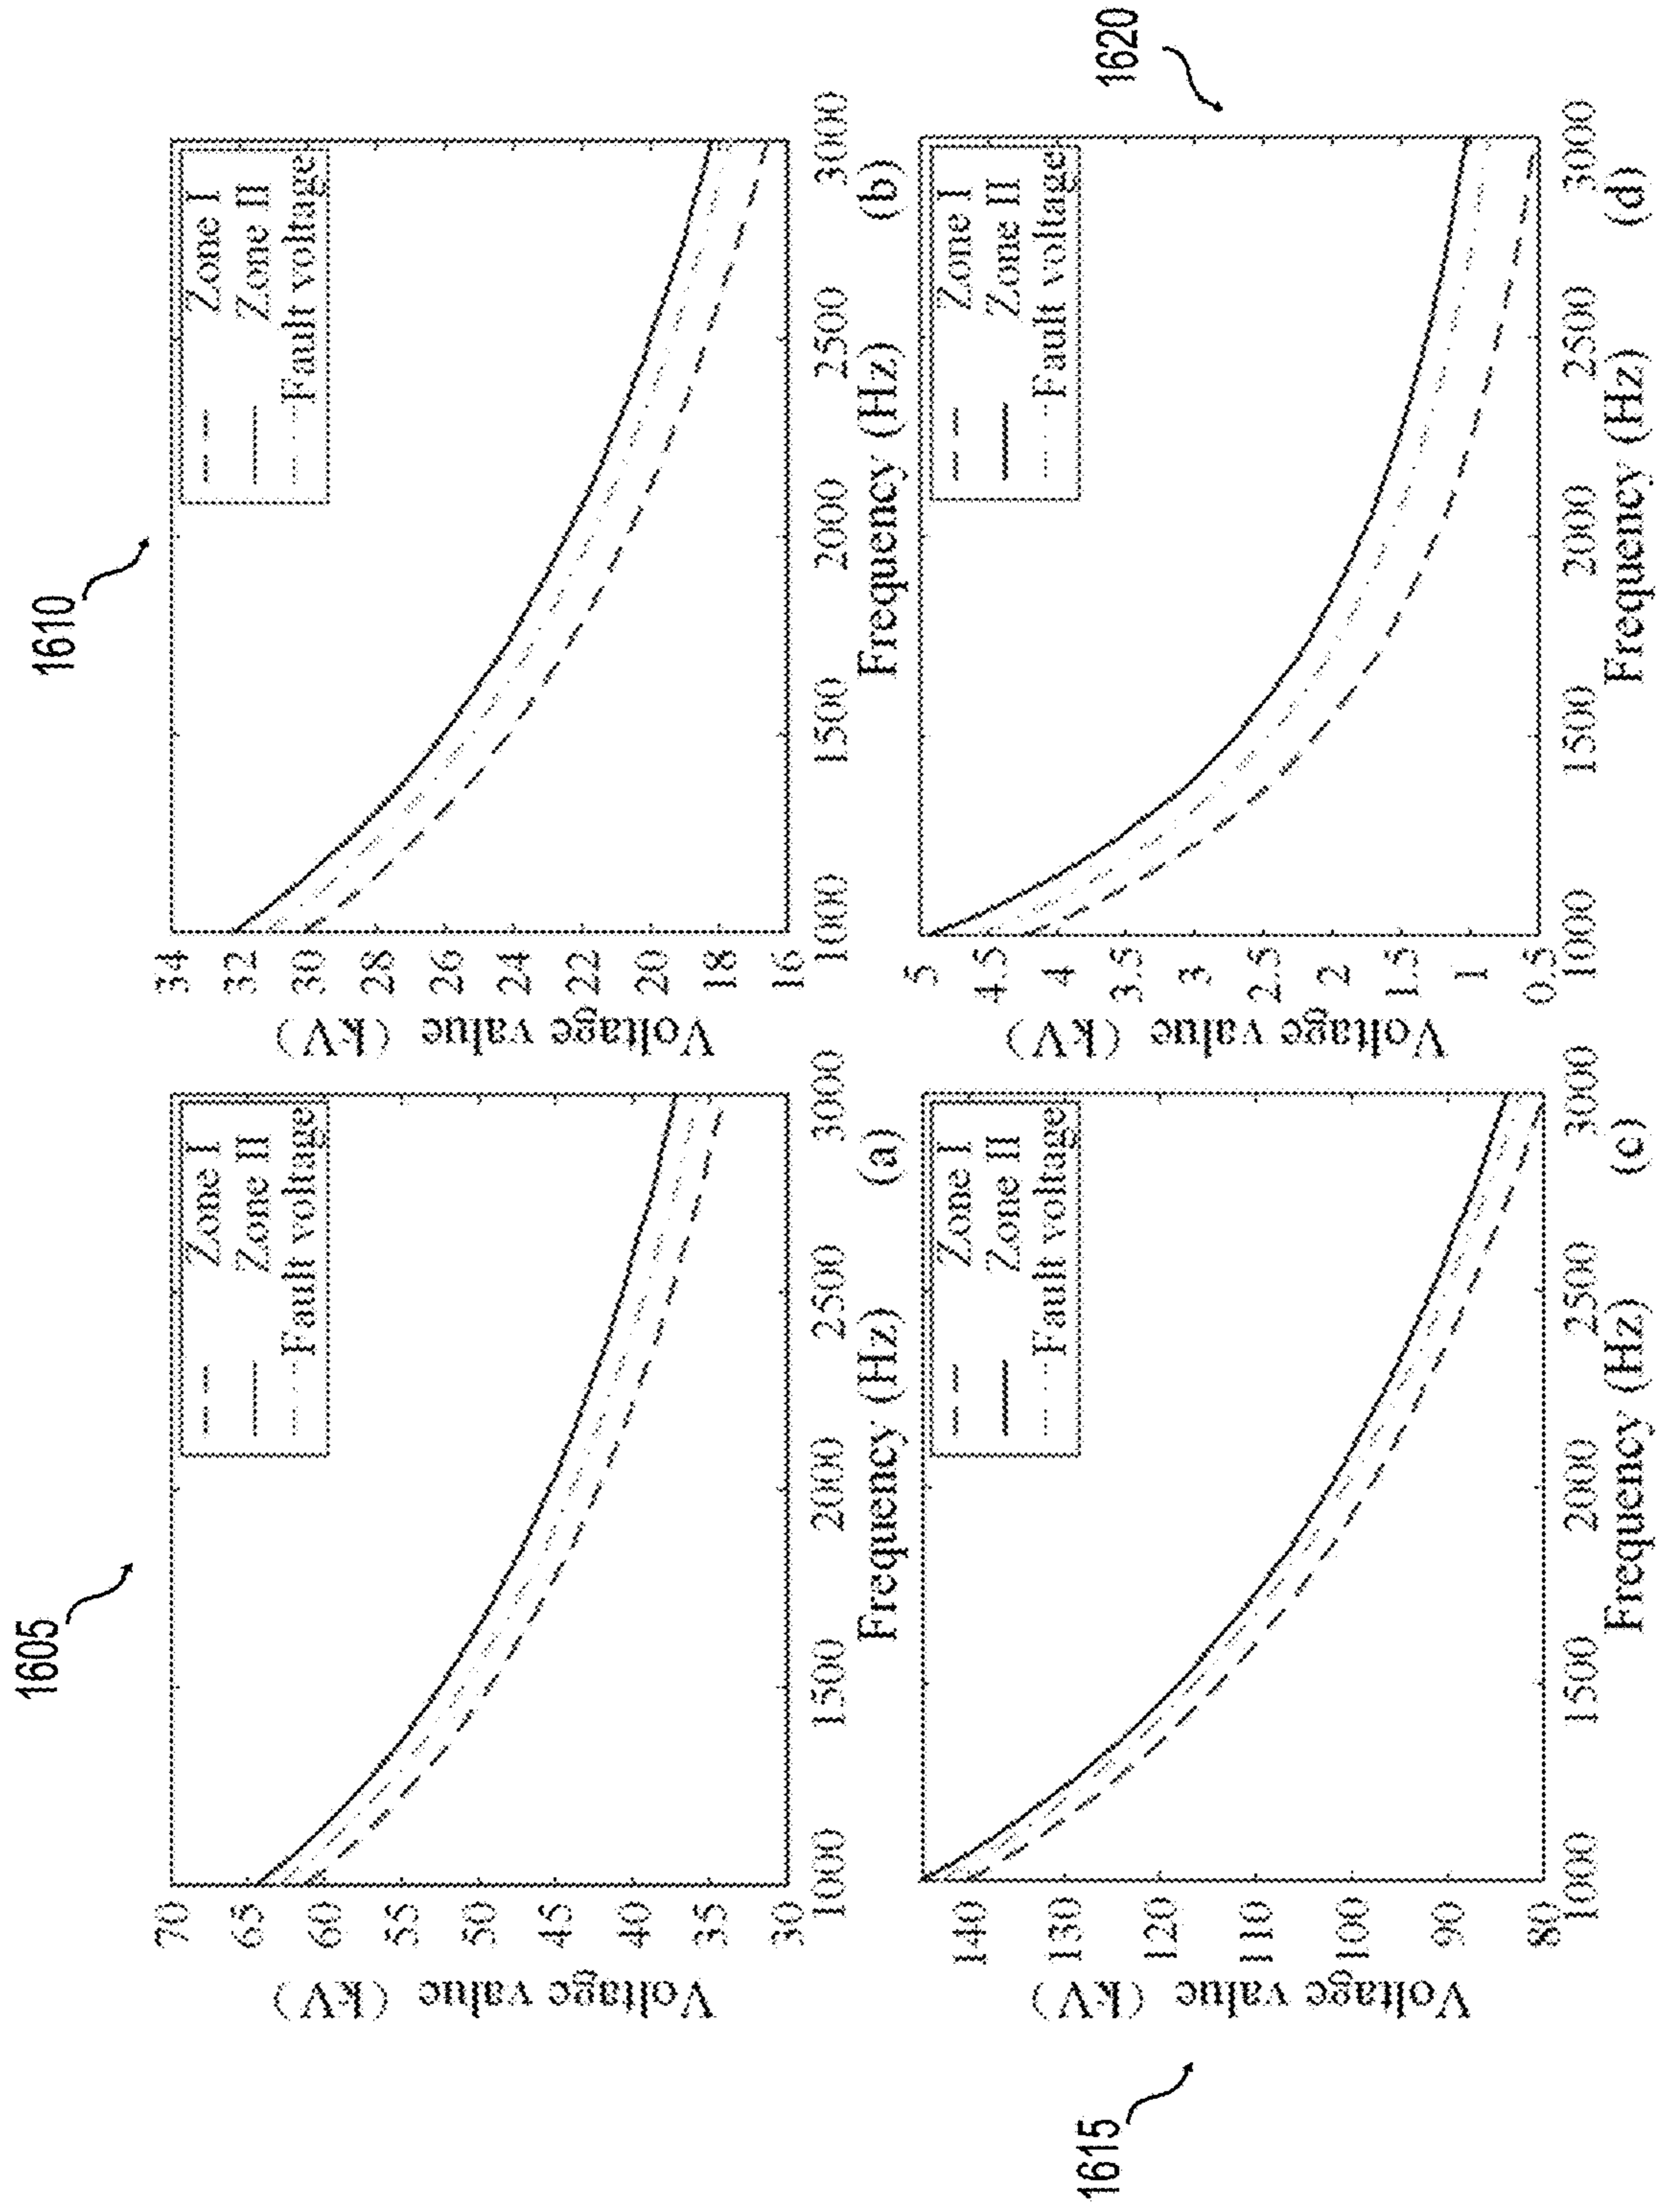 1605
1610
70
65
60
55
50
45
40
35
30
Voltage value (kV)
Zone I
Zone II
Fault voltage
1000
1500
2000
2500
3000
Frequency (Hz)
(a)
34
32
30
28
26
24
22
20
18
16
Voltage value (kV)
Zone I
Zone II
Fault voltage
1000
1500
2000
2500
3000
Frequency (Hz)
(b)
1615
140
130
120
110
100
90
80
Voltage value (kV)
Zone I
Zone II
Fault voltage
1000
1500
2000
2500
3000
Frequency (Hz)
(c)
1620
5
4.5
4
3.5
3
2.5
2
1.5
1
0.5
Voltage value (kV)
Zone I
Zone II
Fault voltage
1000
1500
2000
2500
3000
Frequency (Hz)
(d)